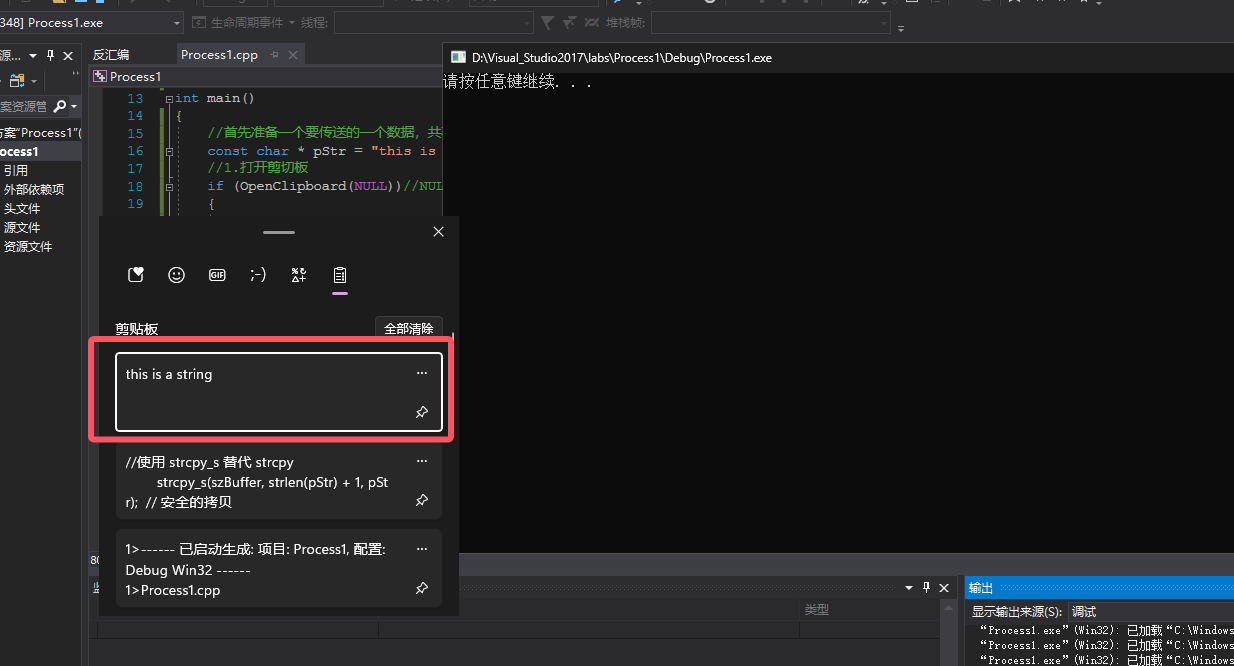 348] Process1.exe
生命周期事件
线程:
堆栈帧:
源...
反汇编
Process1.cpp
D:\Visual_Studio2017\labs\Process1\Debug\Process1.exe
Process1
请按任意键继续. . .
案资源管
方案"Process1"(
ocess1
引用
外部依赖项
头文件
源文件
资源文件
13 int main()
14 {
15 //首先准备一个要传送的一个数据，共
16 const char * pStr = "this is
17 //1.打开剪切板
18 if (OpenClipboard(NULL))//NUL
19 {
GIF
;-)
剪贴板
全部清除
this is a string
//使用 strcpy_s 替代 strcpy
strcpy_s(szBuffer, strlen(pStr) + 1, pSt
r); // 安全的拷贝
1>------ 已启动生成: 项目: Process1, 配置:
Debug Win32 ------
1>Process1.cpp
80
监
类型
输出
显示输出来源(S): 调试
“Process1.exe”(Win32): 已加载“C:\Windows
“Process1.exe”(Win32): 已加载“C:\Windows
“Process1.exe”(Win32): 已加载“C:\Windows